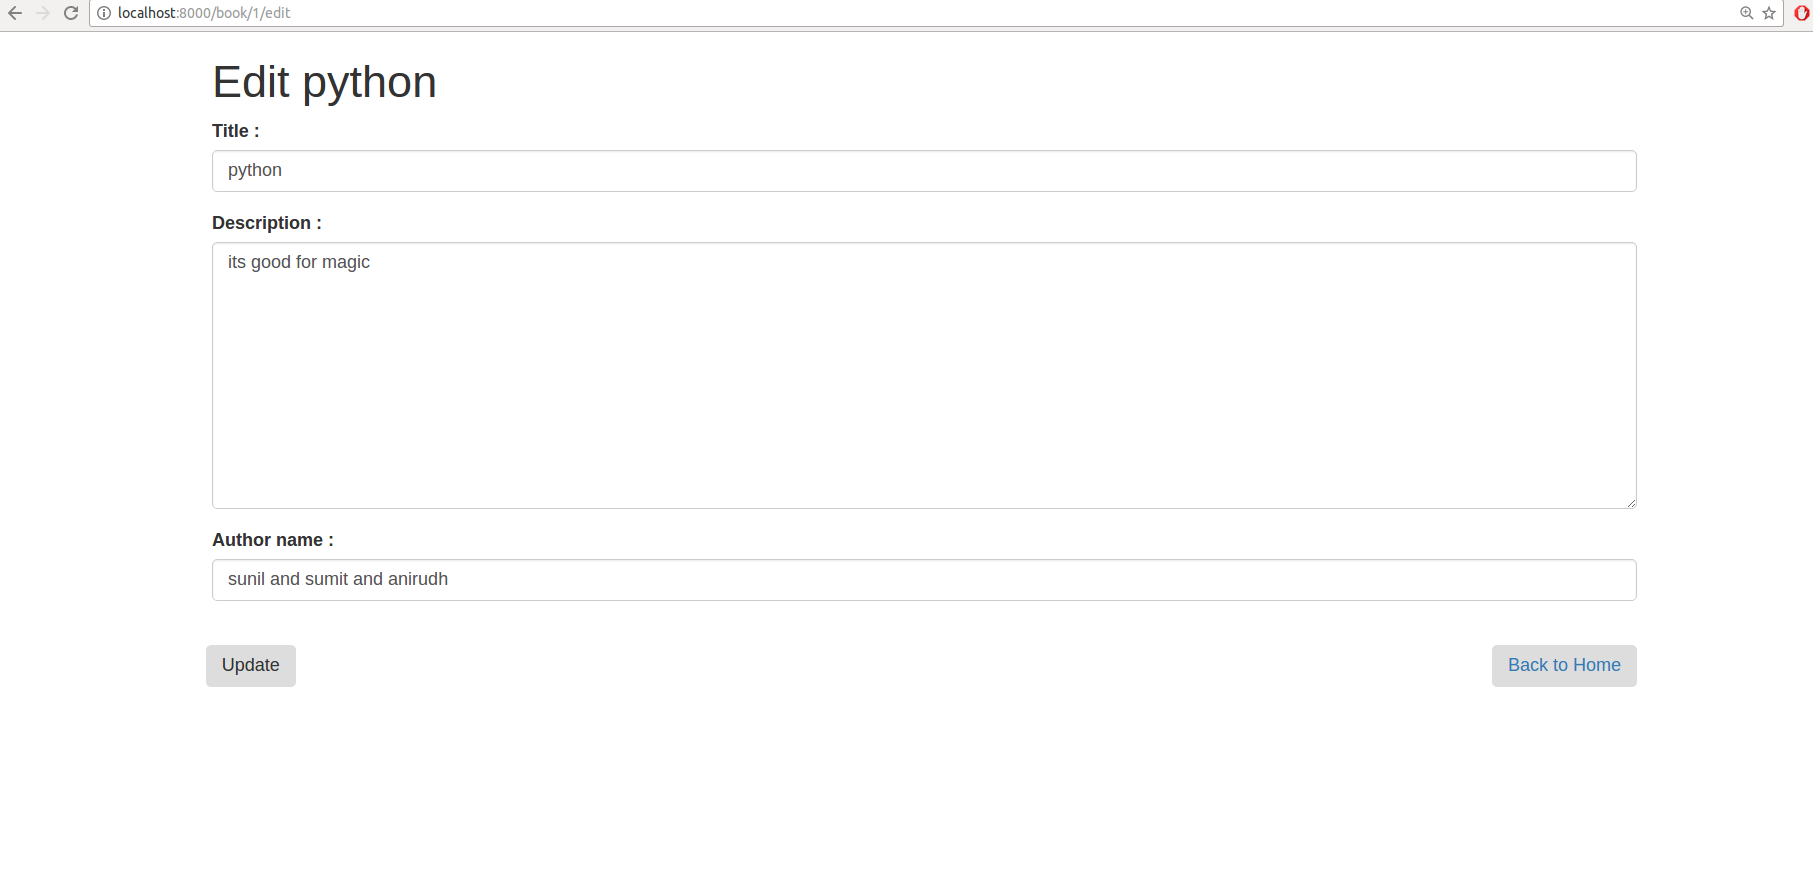 localhost:8000/book/1/edit
Edit python
Title :
python
Description :
its good for magic
Author name :
sunil and sumit and anirudh
Update
Back to Home